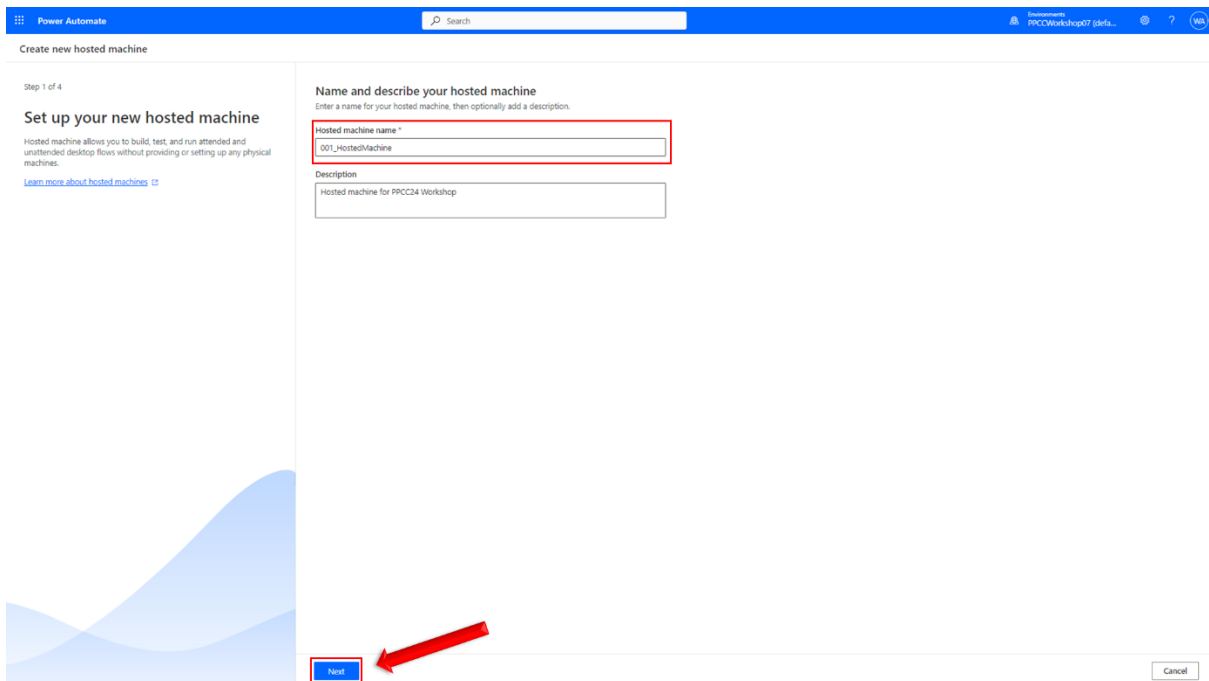 Power Automate
Search
Environments
PPCCWorkshop07 (defa...
?
WA
Create new hosted machine
Step 1 of 4
Set up your new hosted machine
Hosted machine allows you to build, test, and run attended and
unattended desktop flows without providing or setting up any physical
machines.
Learn more about hosted machines
Name and describe your hosted machine
Enter a name for your hosted machine, then optionally add a description.
Hosted machine name *
001_HostedMachine
Description
Hosted machine for PPCC24 Workshop
Next
Cancel